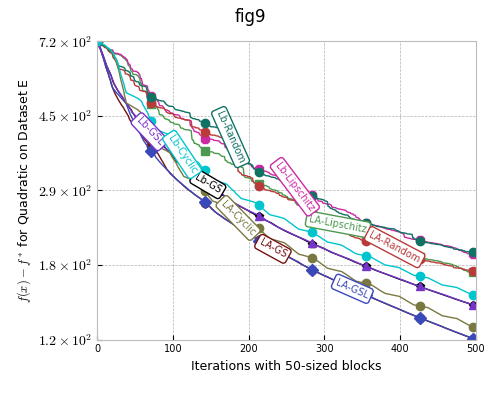 fig9
7.2 × 10²
4.5 × 10²
2.9 × 10²
1.8 × 10²
1.2 × 10²
f(x) − f* for Quadratic on Dataset E
Lb-GSL
Lb-Cyclic
Lb-Random
Lb-GS
Lb-Lipschitz
LA-Cyclic
LA-Lipschitz
LA-GS
LA-Random
LA-GSL
0 100 200 300 400 500
Iterations with 50-sized blocks